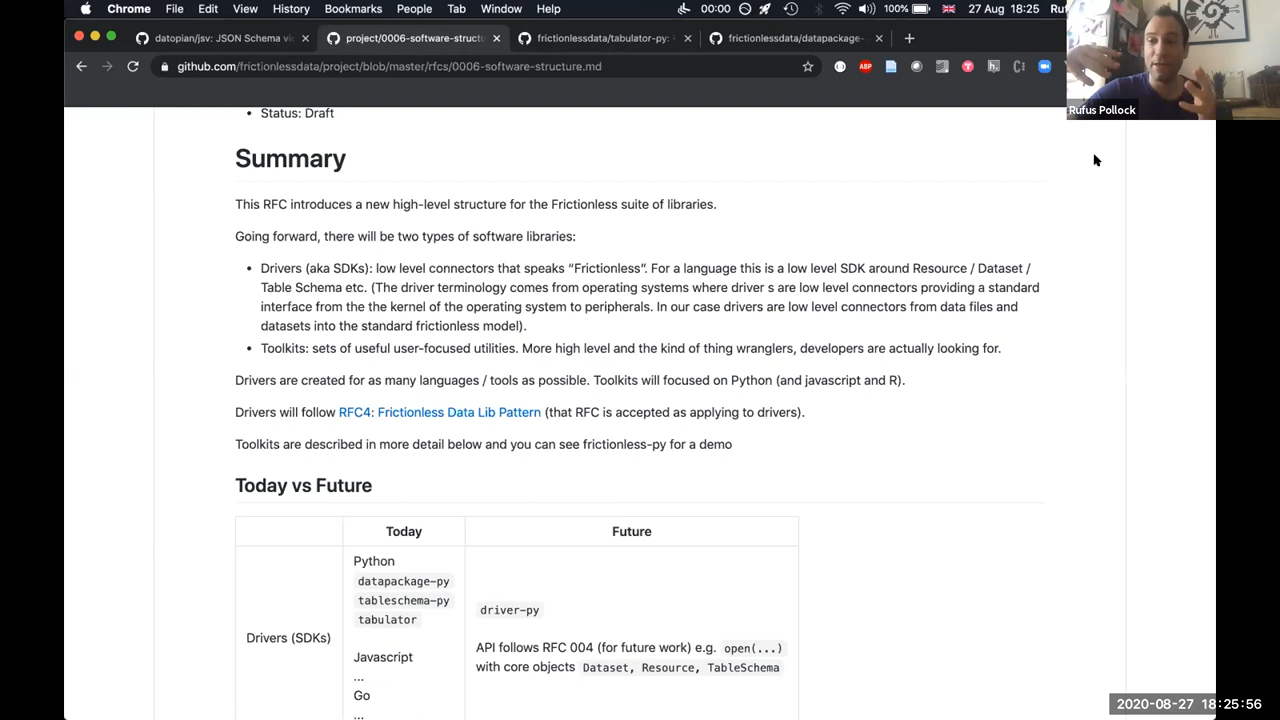 Chrome File Edit View History Bookmarks People Tab Window Help 00:00 100% 27 Aug 18:25 Ruf
datopian/jsv: JSON Schema v project/0006-software-structu frictionlessdata/tabulator-py: frictionlessdata/datapackage-
github.com/frictionlessdata/project/blob/master/rfcs/0006-software-structure.md
Rufus Pollock
• Status: Draft
Summary
This RFC introduces a new high-level structure for the Frictionless suite of libraries.
Going forward, there will be two types of software libraries:
• Drivers (aka SDKs): low level connectors that speaks “Frictionless”. For a language this is a low level SDK around Resource / Dataset /
Table Schema etc. (The driver terminology comes from operating systems where driver s are low level connectors providing a standard
interface from the the kernel of the operating system to peripherals. In our case drivers are low level connectors from data files and
datasets into the standard frictionless model).
• Toolkits: sets of useful user-focused utilities. More high level and the kind of thing wranglers, developers are actually looking for.
Drivers are created for as many languages / tools as possible. Toolkits will focused on Python (and javascript and R).
Drivers will follow RFC4: Frictionless Data Lib Pattern (that RFC is accepted as applying to drivers).
Toolkits are described in more detail below and you can see frictionless-py for a demo
Today vs Future
Today Future
Drivers (SDKs)
Python
datapackage-py
tableschema-py
tabulator
Javascript
...
Go
...
driver-py
API follows RFC 004 (for future work) e.g. open(...)
with core objects Dataset, Resource, TableSchema
2020-08-27 18:25:56